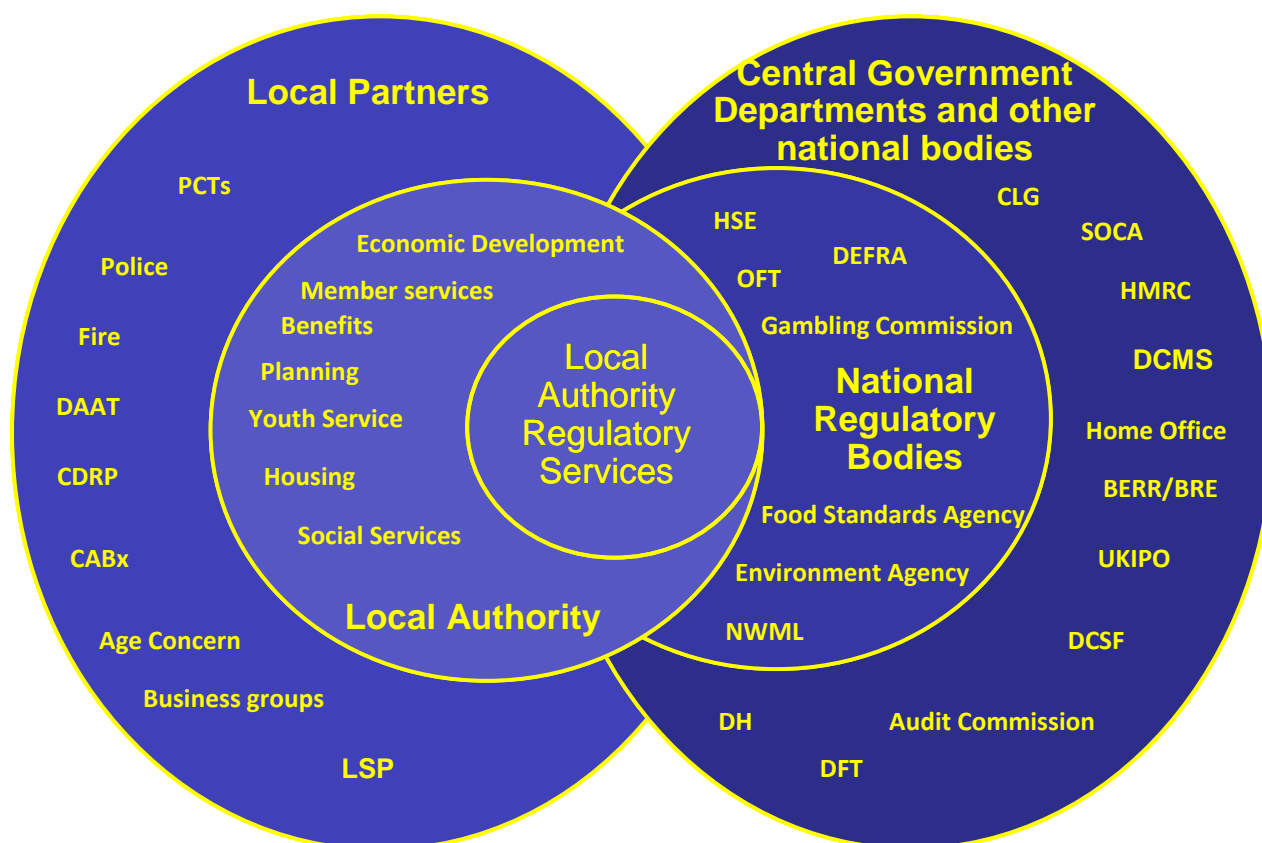 Local Partners
PCTs
Police
Fire
DAAT
CDRP
CABx
Age Concern
Business groups
LSP
Economic Development
Member services
Benefits
Planning
Youth Service
Housing
Social Services
Local Authority
Local
Authority
Regulatory
Services
Central Government
Departments and other
national bodies
CLG
SOCA
HMRC
DCMS
Home Office
BERR/BRE
UKIPO
DCSF
Audit Commission
DH
DFT
HSE
DEFRA
OFT
Gambling Commission
National
Regulatory
Bodies
Food Standards Agency
Environment Agency
NWML